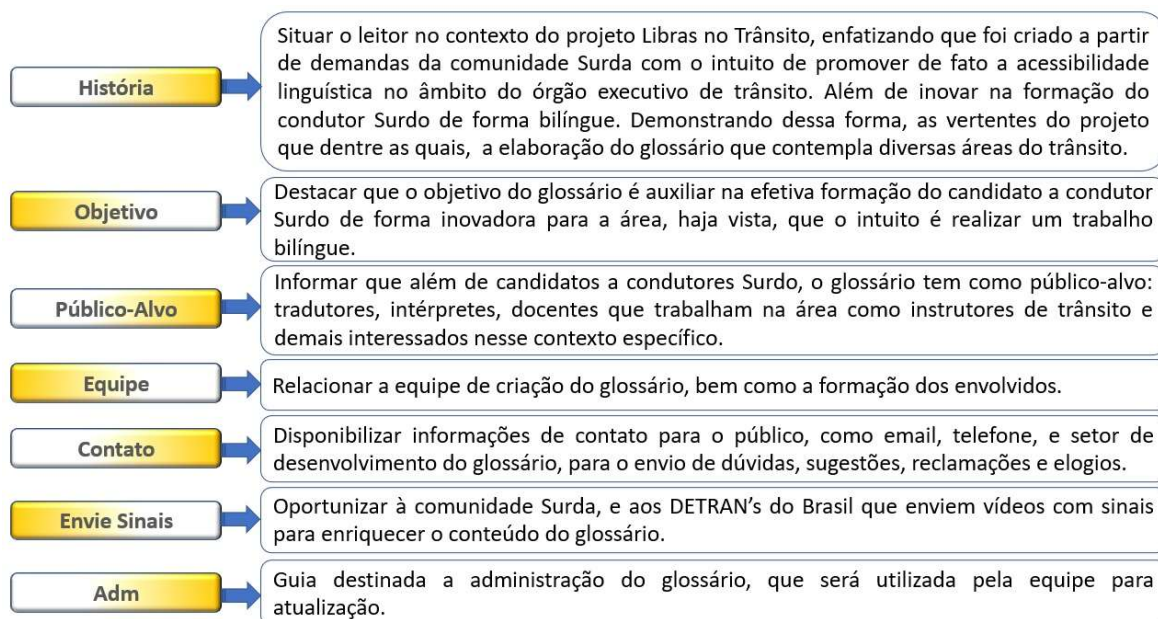 História
Situar o leitor no contexto do projeto Libras no Trânsito, enfatizando que foi criado a partir
de demandas da comunidade Surda com o intuito de promover de fato a acessibilidade
linguística no âmbito do órgão executivo de trânsito. Além de inovar na formação do
condutor Surdo de forma bilíngue. Demonstrando dessa forma, as vertentes do projeto
que dentre as quais, a elaboração do glossário que contempla diversas áreas do trânsito.
Objetivo
Destacar que o objetivo do glossário é auxiliar na efetiva formação do candidato a condutor
Surdo de forma inovadora para a área, haja vista, que o intuito é realizar um trabalho
bilíngue.
Público-Alvo
Informar que além de candidatos a condutores Surdo, o glossário tem como público-alvo:
tradutores, intérpretes, docentes que trabalham na área como instrutores de trânsito e
demais interessados nesse contexto específico.
Equipe
Relacionar a equipe de criação do glossário, bem como a formação dos envolvidos.
Contato
Disponibilizar informações de contato para o público, como email, telefone, e setor de
desenvolvimento do glossário, para o envio de dúvidas, sugestões, reclamações e elogios.
Envie Sinais
Oportunizar à comunidade Surda, e aos DETRAN's do Brasil que enviem vídeos com sinais
para enriquecer o conteúdo do glossário.
Adm
Guia destinada a administração do glossário, que será utilizada pela equipe para
atualização.